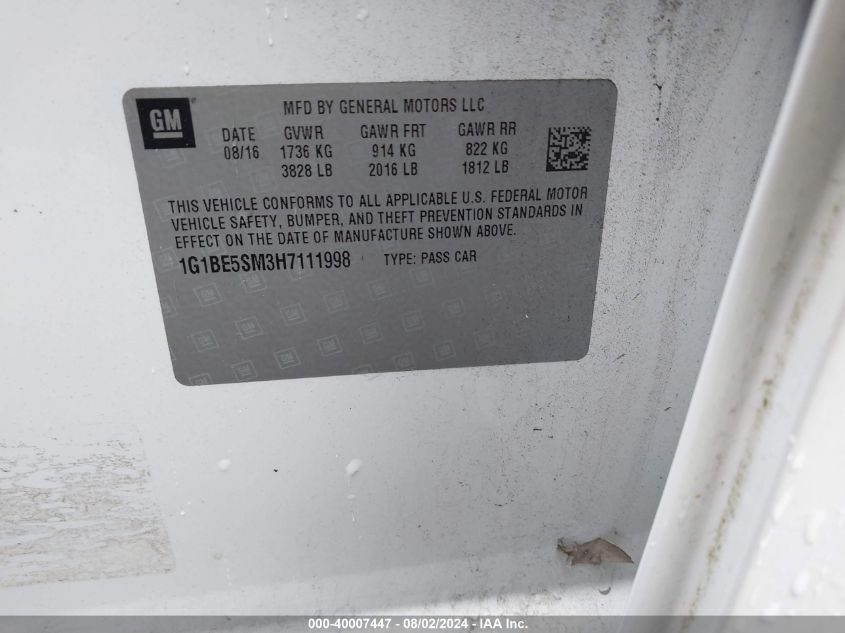 GM
MFD BY GENERAL MOTORS LLC
DATE GVWR GAWR FRT GAWR RR
08/16 1736 KG 914 KG 822 KG
3828 LB 2016 LB 1812 LB
THIS VEHICLE CONFORMS TO ALL APPLICABLE U.S. FEDERAL MOTOR
VEHICLE SAFETY, BUMPER, AND THEFT PREVENTION STANDARDS IN
EFFECT ON THE DATE OF MANUFACTURE SHOWN ABOVE.
1G1BE5SM3H7111998 TYPE: PASS CAR
000-40007447 - 08/02/2024 - IAA Inc.